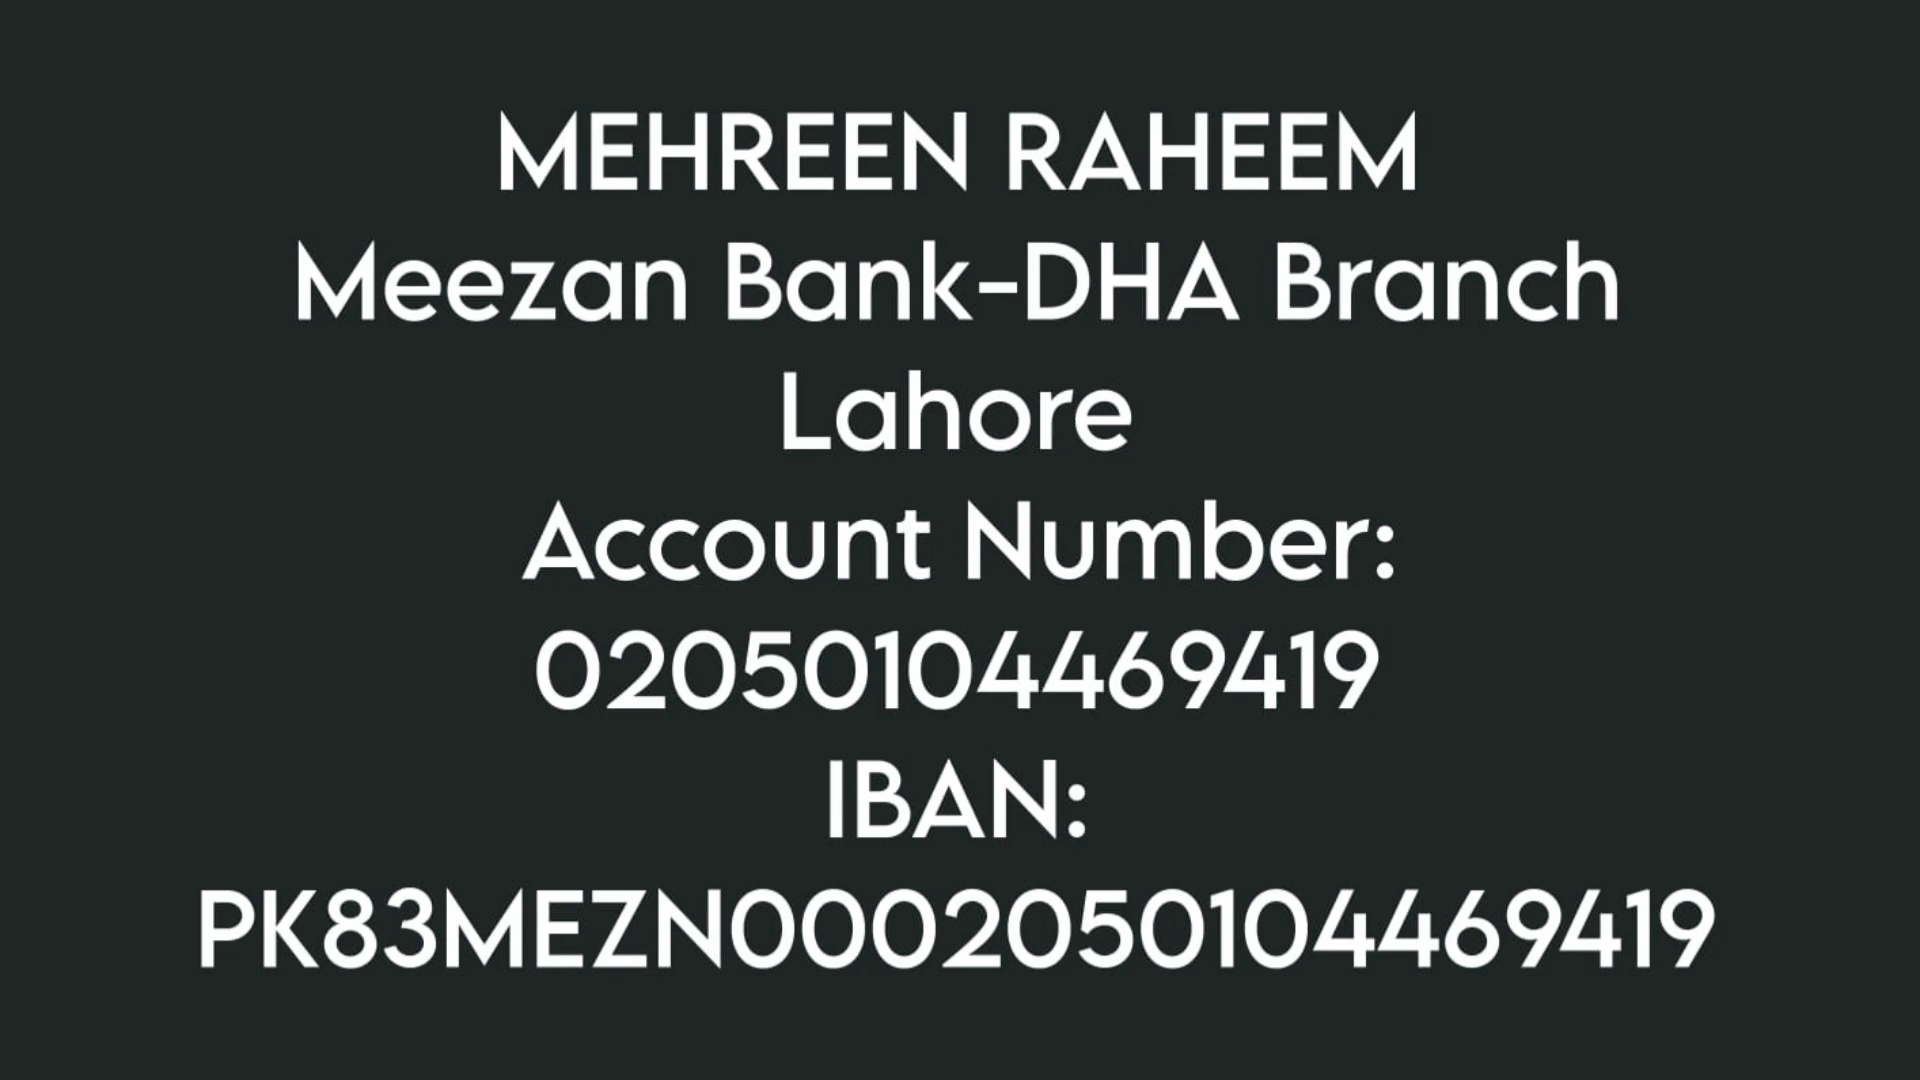 MEHREEN RAHEEM
Meezan Bank-DHA Branch
Lahore
Account Number:
02050104469419
IBAN:
PK83MEZN0002050104469419